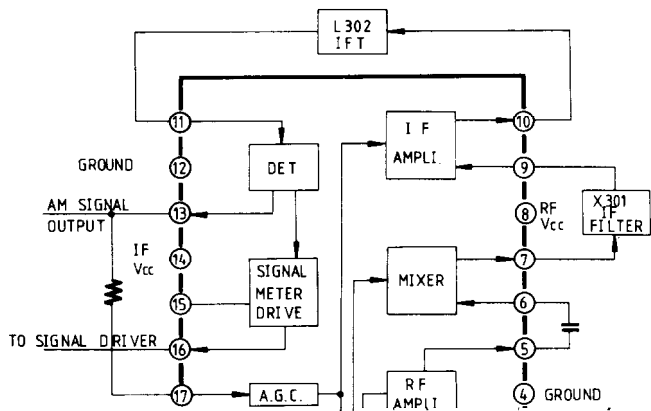 L302
IFT
11
10
IF
AMPLI.
GROUND
12
DET
9
AM SIGNAL
OUTPUT
13
8
RF
Vcc
X301
IF
FILTER
IF
Vcc
14
7
SIGNAL
METER
DRIVE
MIXER
15
6
TO SIGNAL DRIVER
16
5
17
A.G.C.
RF
AMPLI
4
GROUND